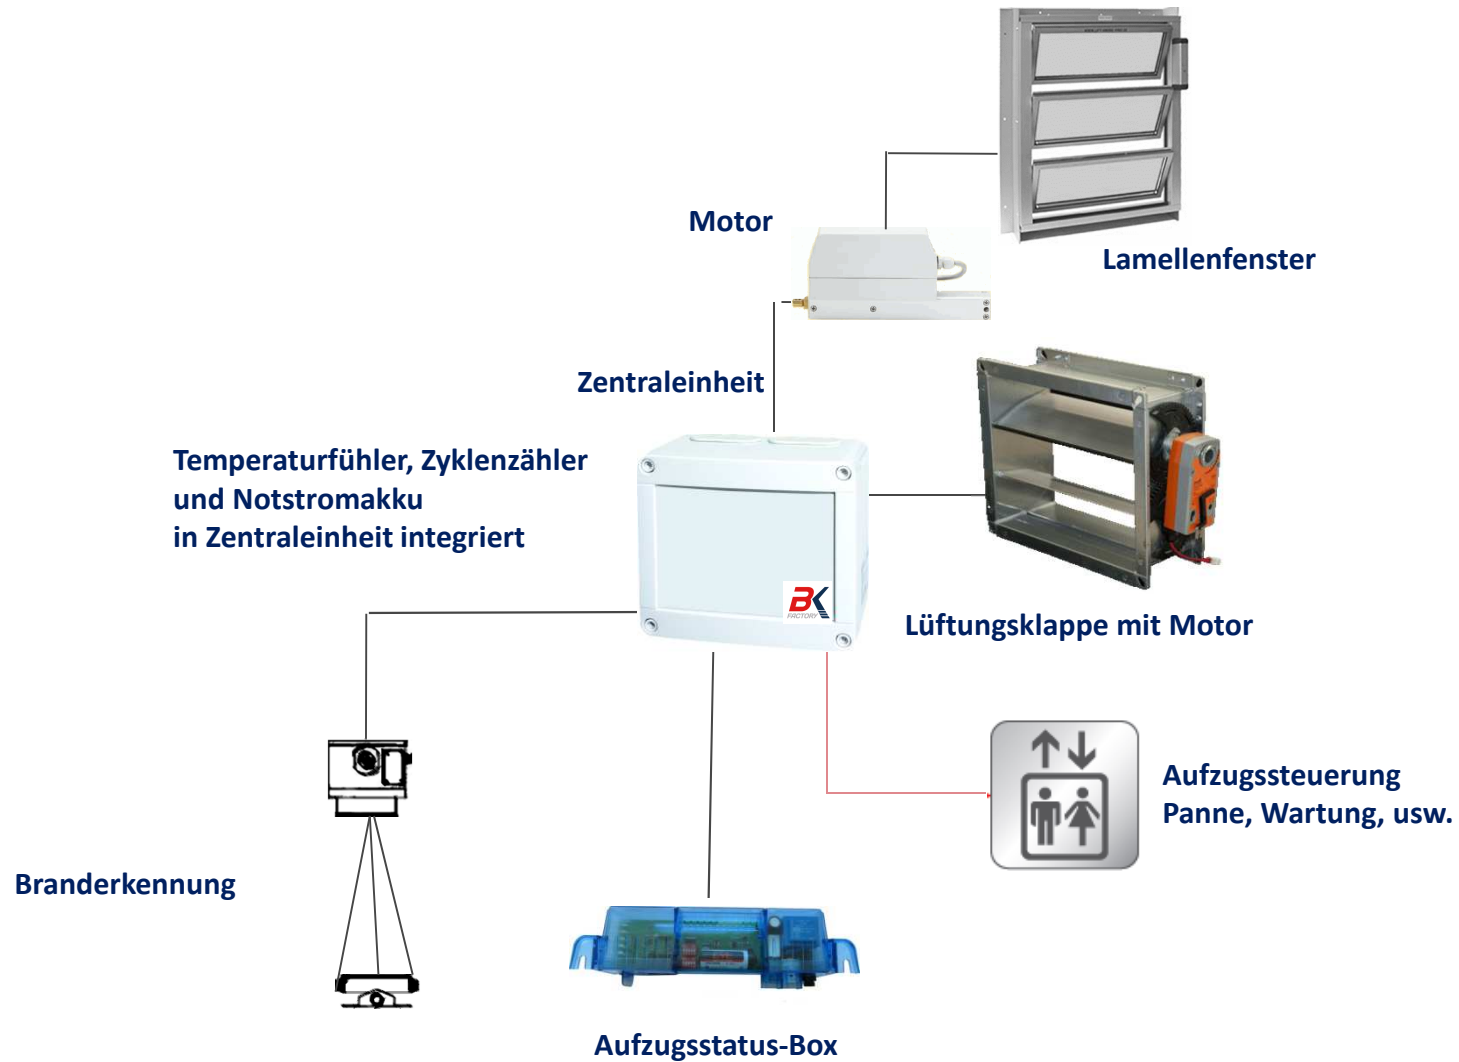 Motor
Lamellenfenster
Zentraleinheit
Temperaturfühler, Zyklenzähler
und Notstromakku
in Zentraleinheit integriert
BK
FACTORY
Lüftungsklappe mit Motor
Aufzugssteuerung
Panne, Wartung, usw.
Branderkennung
Aufzugsstatus-Box